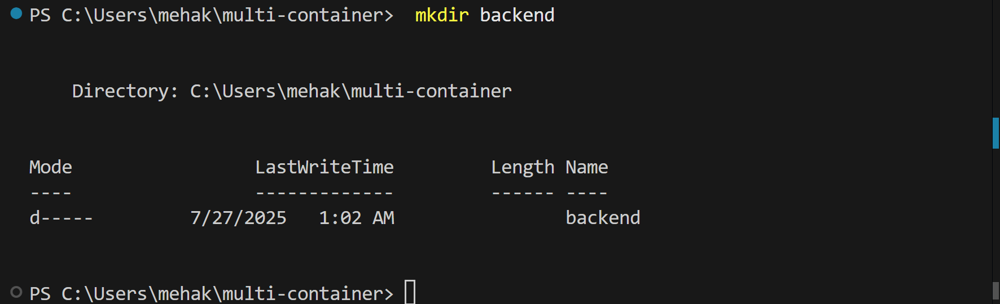 PS C:\Users\mehak\multi-container>  mkdir backend
Directory: C:\Users\mehak\multi-container
Mode                 LastWriteTime         Length Name
----                 -------------         ------ ----
d-----         7/27/2025   1:02 AM                backend
PS C:\Users\mehak\multi-container>